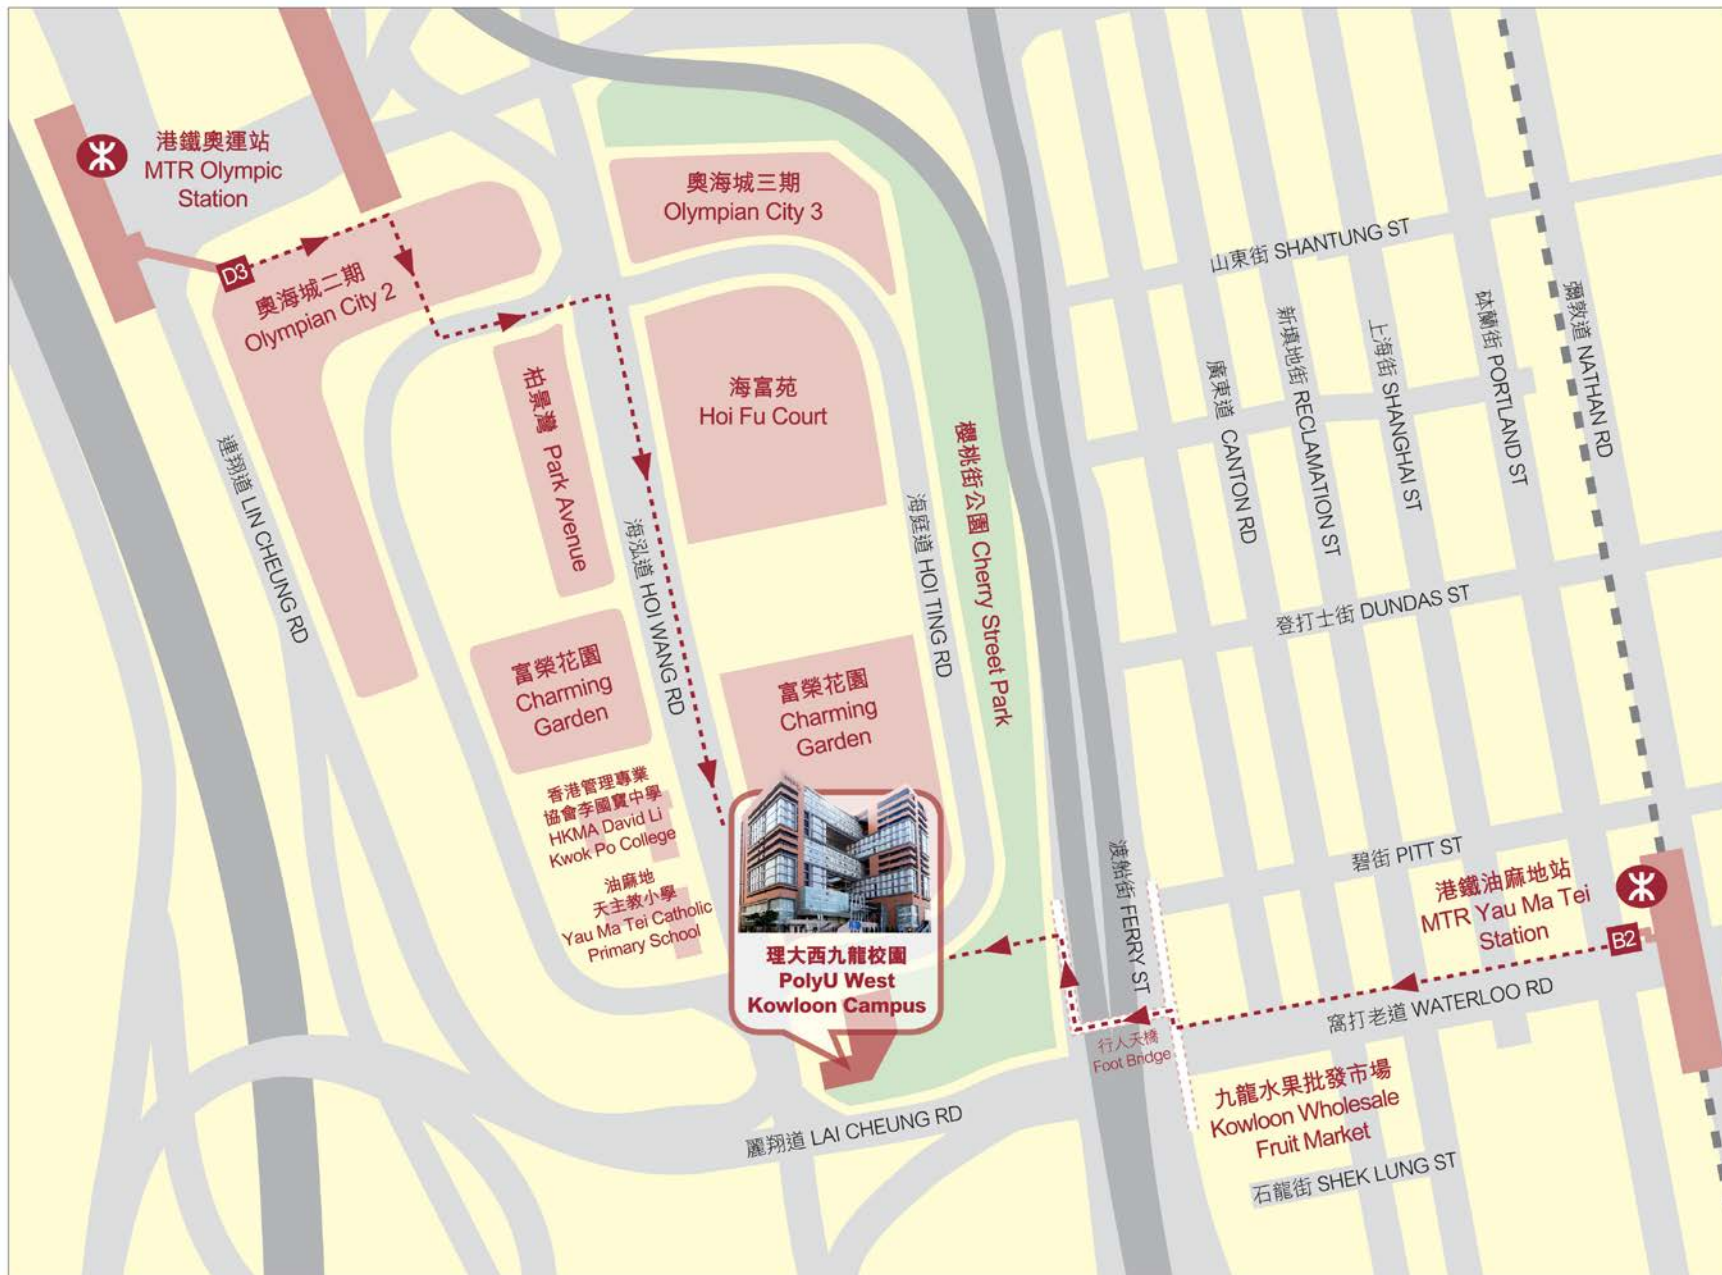 港鐵奧運站
MTR Olympic
Station
D3
奧海城二期
Olympian City 2
奧海城三期
Olympian City 3
柏景灣 Park Avenue
海富苑
Hoi Fu Court
櫻桃街公園 Cherry Street Park
連翔道 LIN CHEUNG RD
海泓道 HOI WANG RD
海庭道 HOI TING RD
富榮花園
Charming
Garden
富榮花園
Charming
Garden
香港管理專業
協會李國寶中學
HKMA David Li
Kwok Po College
油麻地
天主教小學
Yau Ma Tei Catholic
Primary School
理大西九龍校園
PolyU West
Kowloon Campus
麗翔道 LAI CHEUNG RD
渡船街 FERRY ST
行人天橋
Foot Bridge
山東街 SHANTUNG ST
廣東道 CANTON RD
新填地街 RECLAMATION ST
上海街 SHANGHAI ST
砵蘭街 PORTLAND ST
彌敦道 NATHAN RD
登打士街 DUNDAS ST
碧街 PITT ST
港鐵油麻地站
MTR Yau Ma Tei
Station
B2
窩打老道 WATERLOO RD
九龍水果批發市場
Kowloon Wholesale
Fruit Market
石龍街 SHEK LUNG ST